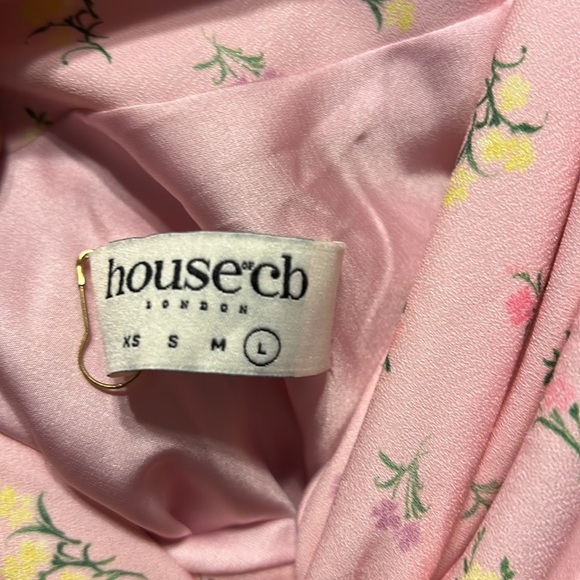 house OF cb
LONDON
XS S M L